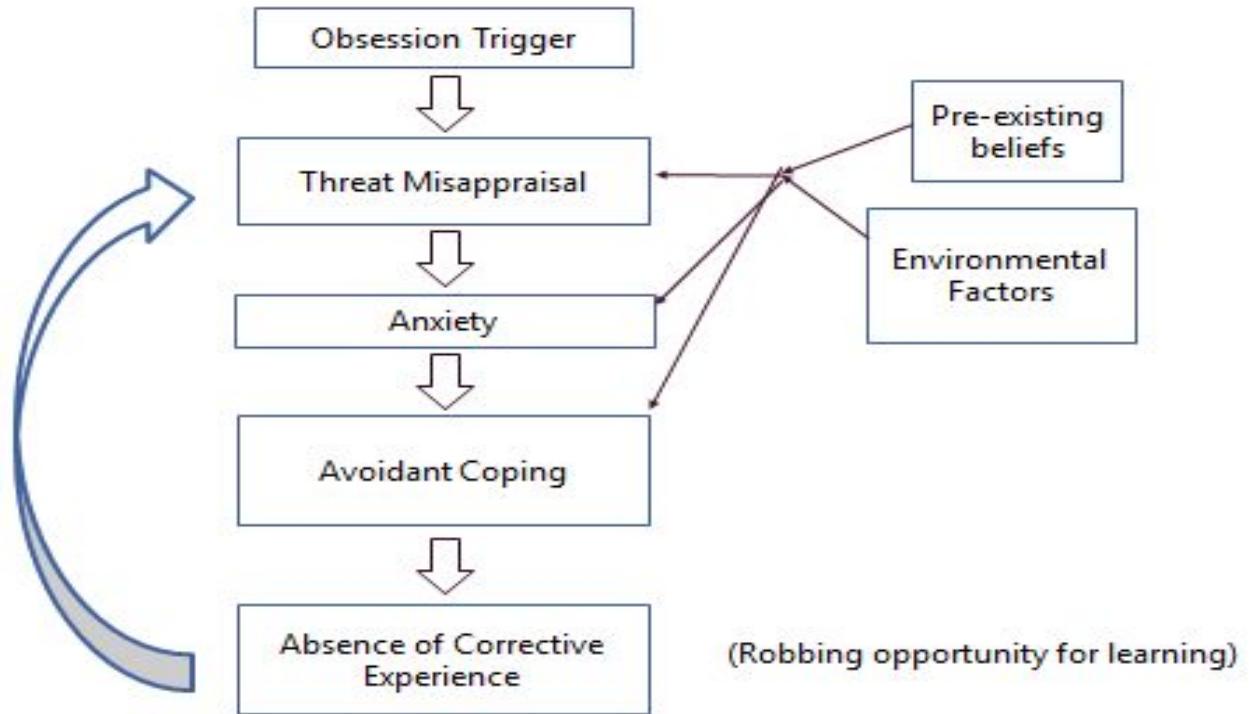 Obsession Trigger
Threat Misappraisal
Pre-existing
beliefs
Environmental
Factors
Anxiety
Avoidant Coping
Absence of Corrective
Experience
(Robbing opportunity for learning)